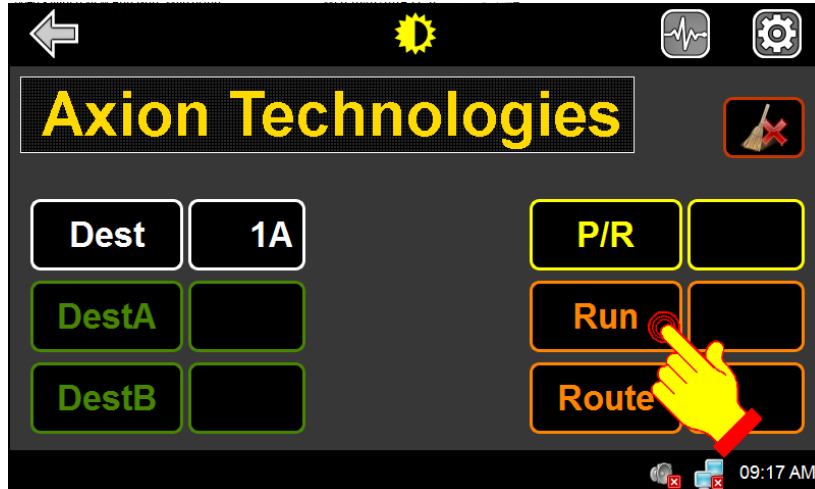 Axion Technologies
Dest 1A P/R
DestA Run
DestB Route
09:17 AM